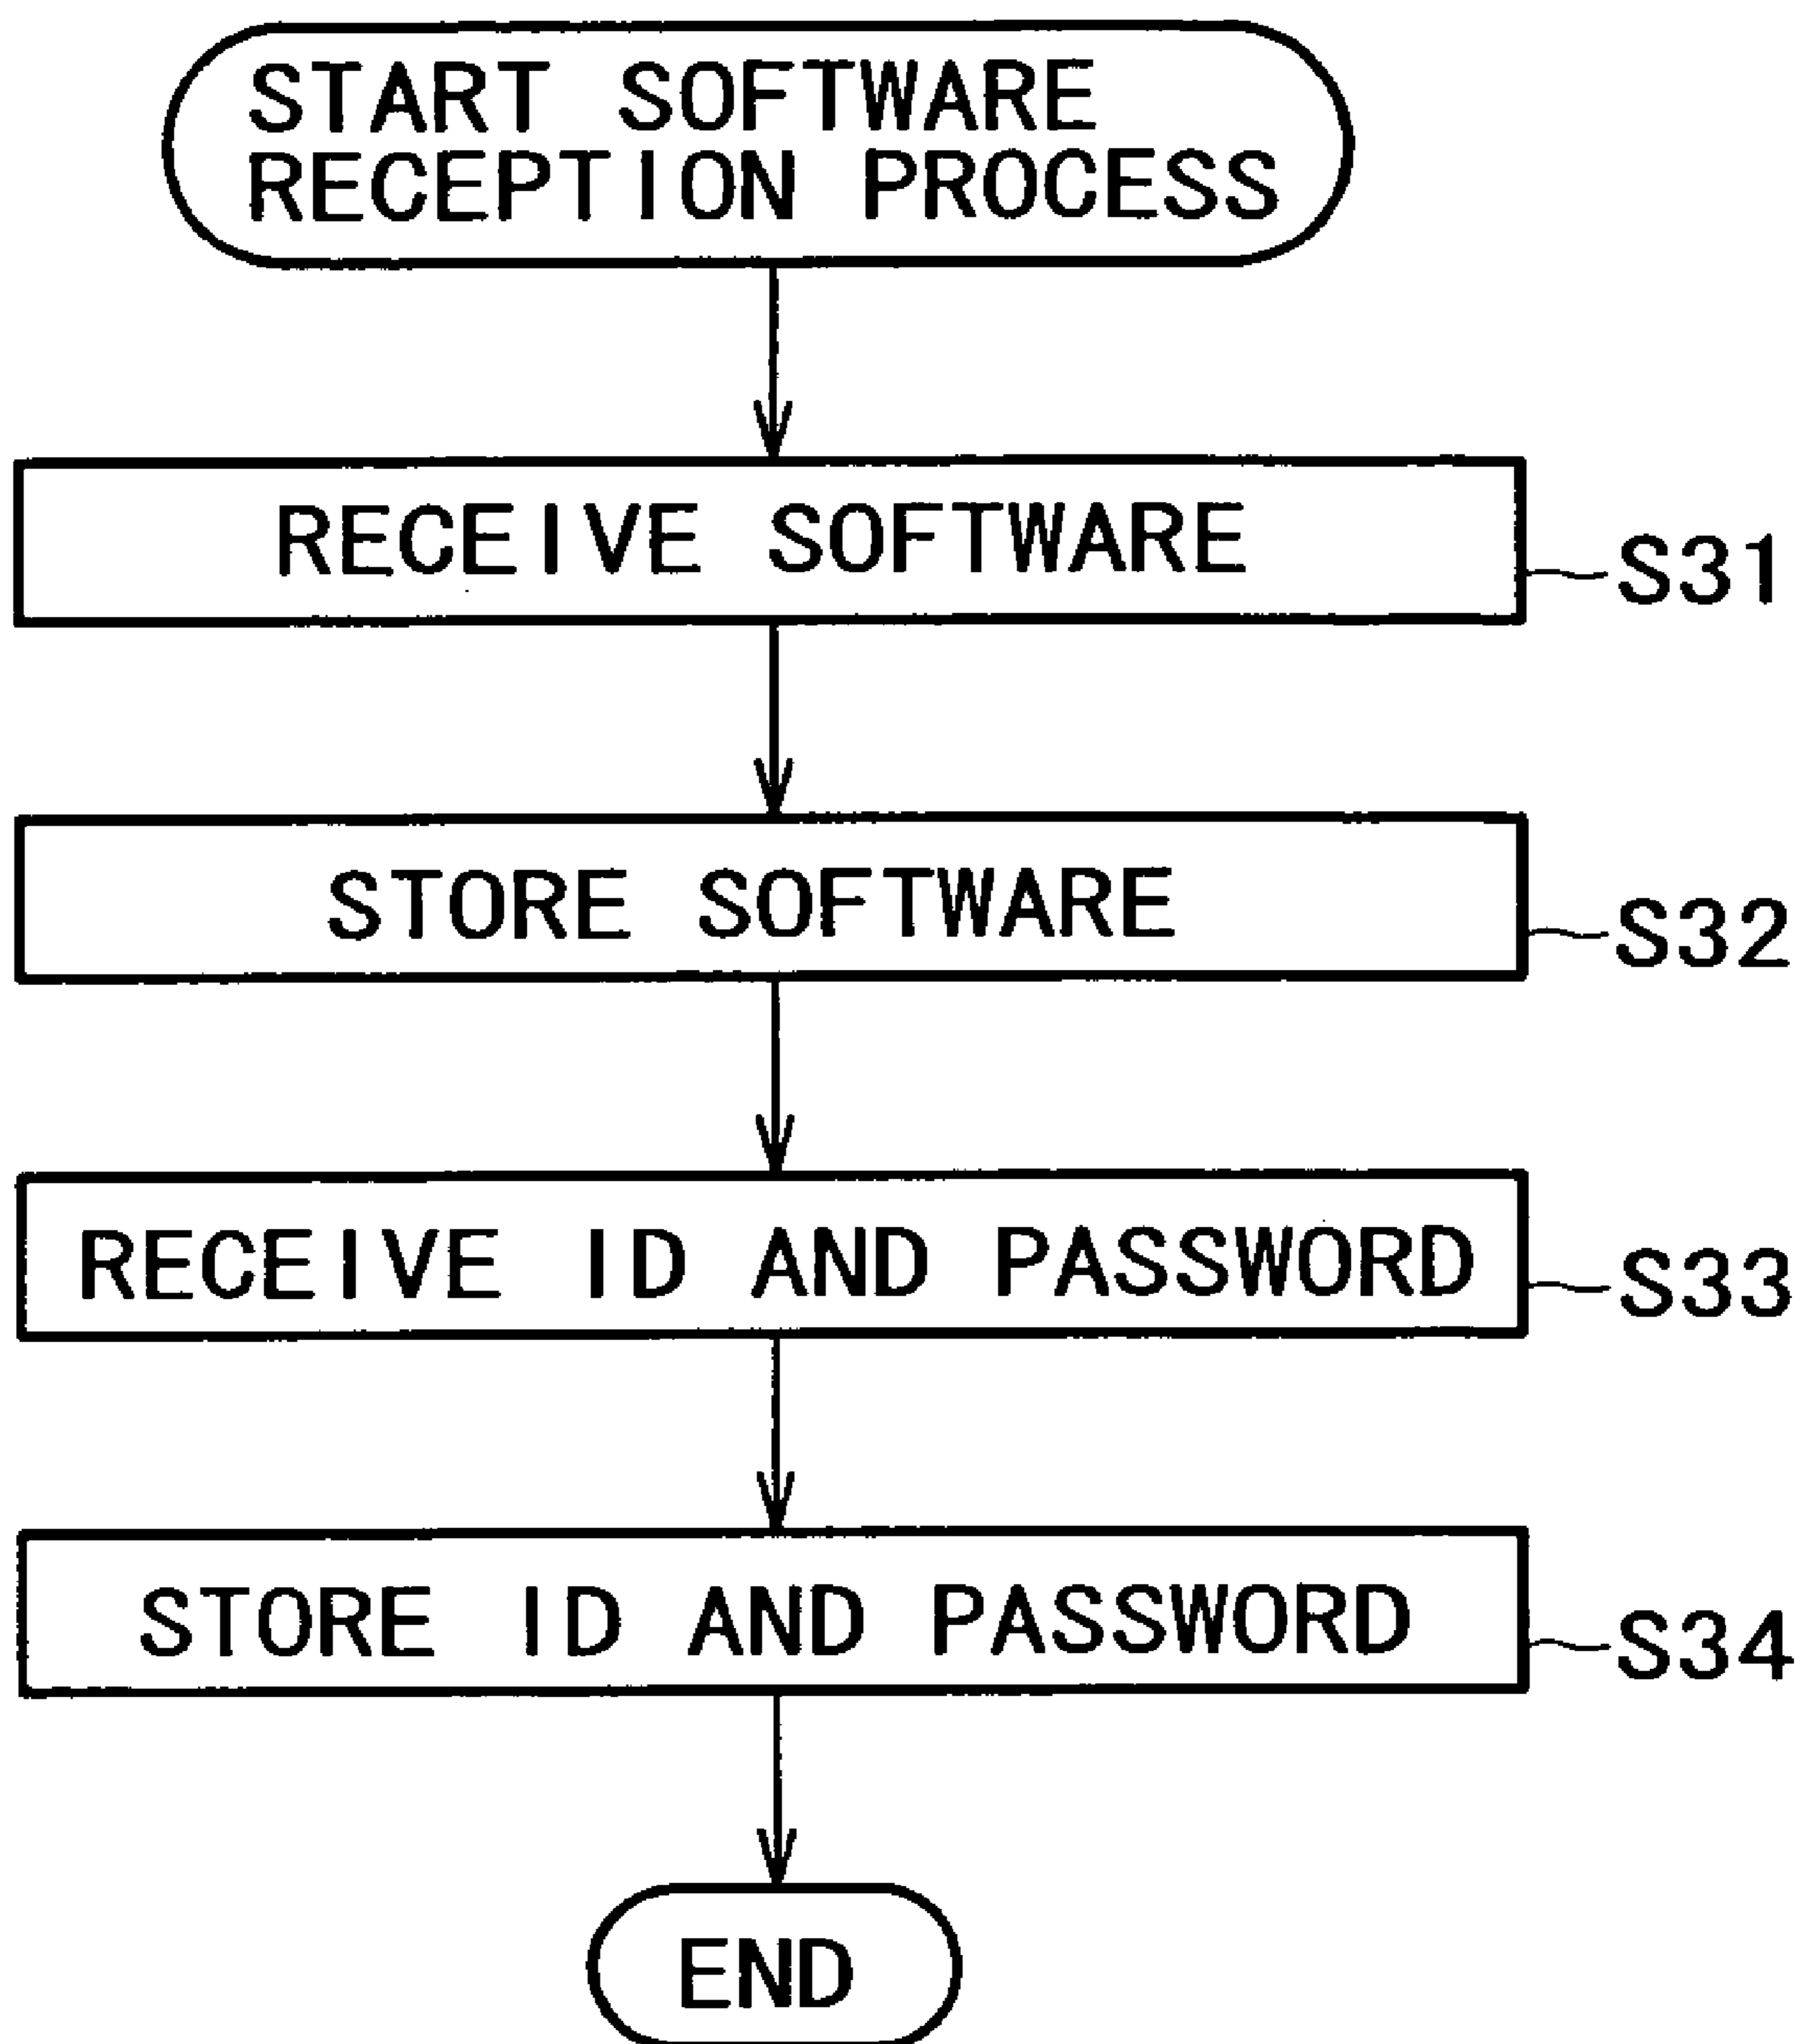 START SOFTWARE
RECEPTION PROCESS
RECEIVE SOFTWARE
S31
STORE SOFTWARE
S32
RECEIVE ID AND PASSWORD
S33
STORE ID AND PASSWORD
S34
END